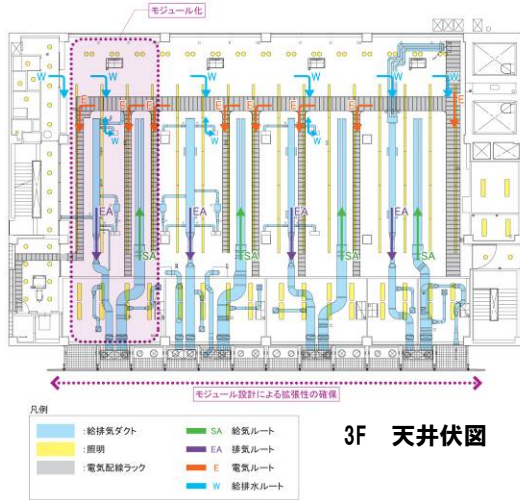 モジュール化
W W W W W
E E E E E E E
W W W
EA EA EA EA
SA SA SA SA
モジュール設計による拡張性の確保
凡例
:給排気ダクト
:照明
:電気配線ラック
SA 給気ルート
EA 排気ルート
E 電気ルート
W 給排水ルート
3F 天井伏図